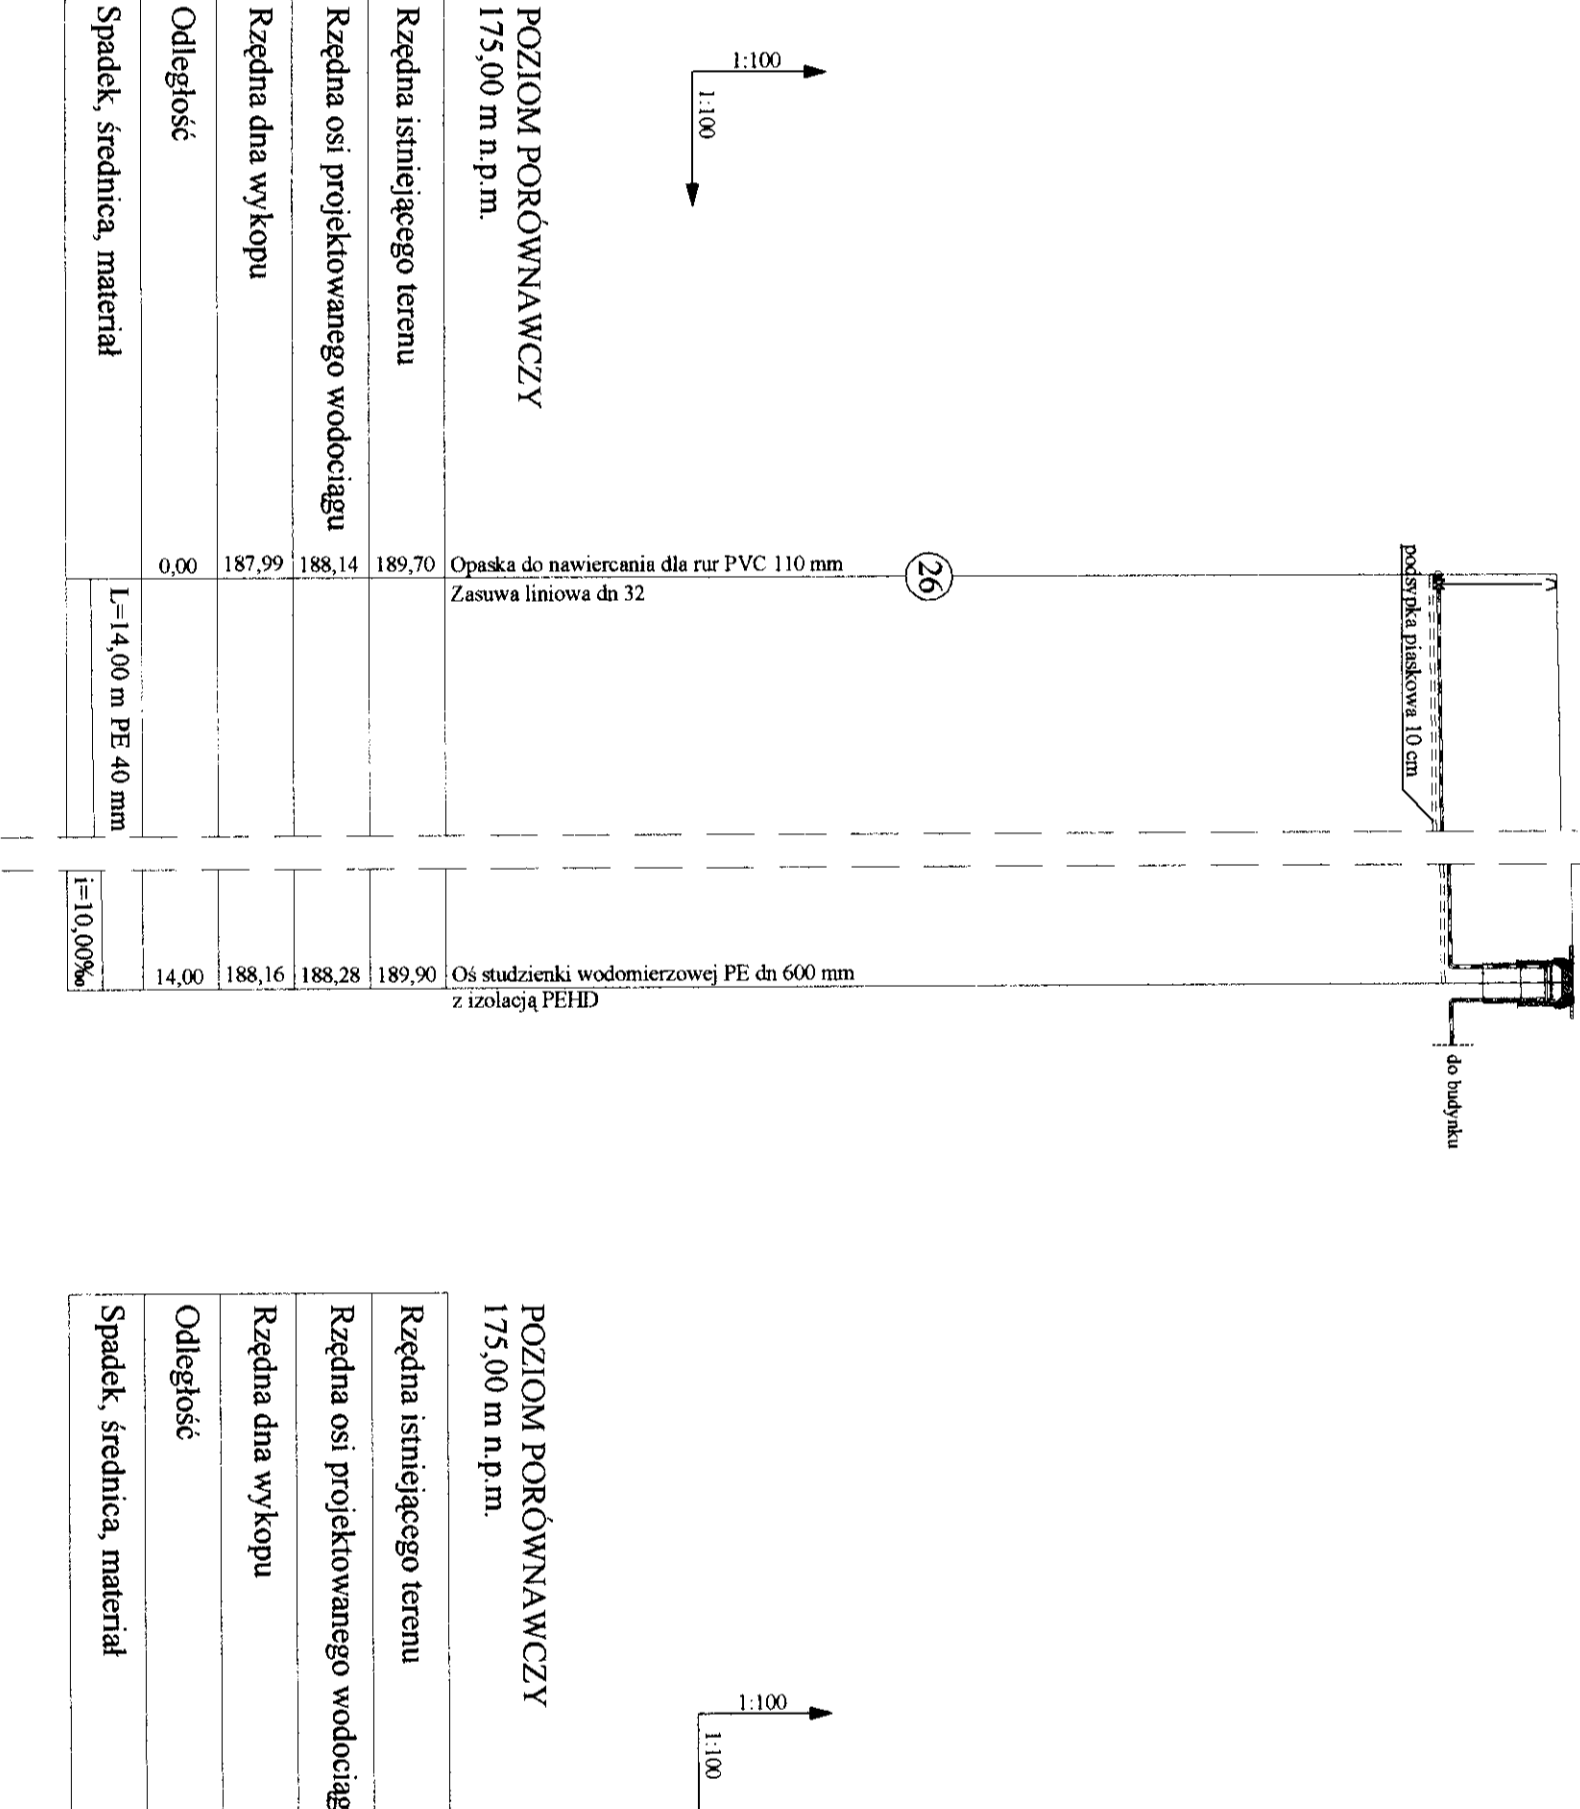 1:100
1:100
POZIOM PORÓWNAWCZY
175,00 m n.p.m.
Rzędna istniejącego terenu
Rzędna osi projektowanego wodociągu
Rzędna dna wykopu
Odległość
Spadek, średnica, materiał
Opaska do nawiercania dla rur PVC 110 mm
Zasuwa liniowa dn 32
189,70
188,14
187,99
0,00
26
podsypka piaskowa 10 cm
L=14,00 m PE 40 mm
i=10,00‰
Oś studzienki wodomierzowej PE dn 600 mm
z izolacją PEHD
189,90
188,28
188,16
14,00
do budynku
1:100
1:100
POZIOM PORÓWNAWCZY
175,00 m n.p.m.
Rzędna istniejącego terenu
Rzędna osi projektowanego wodociąg
Rzędna dna wykopu
Odległość
Spadek, średnica, materiał